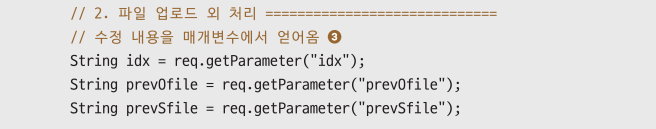 // 2. 파일 업로드 외 처리 =============================
// 수정 내용을 매개변수에서 얻어옴 ❸
String idx = req.getParameter("idx");
String prevOfile = req.getParameter("prevOfile");
String prevSfile = req.getParameter("prevSfile");